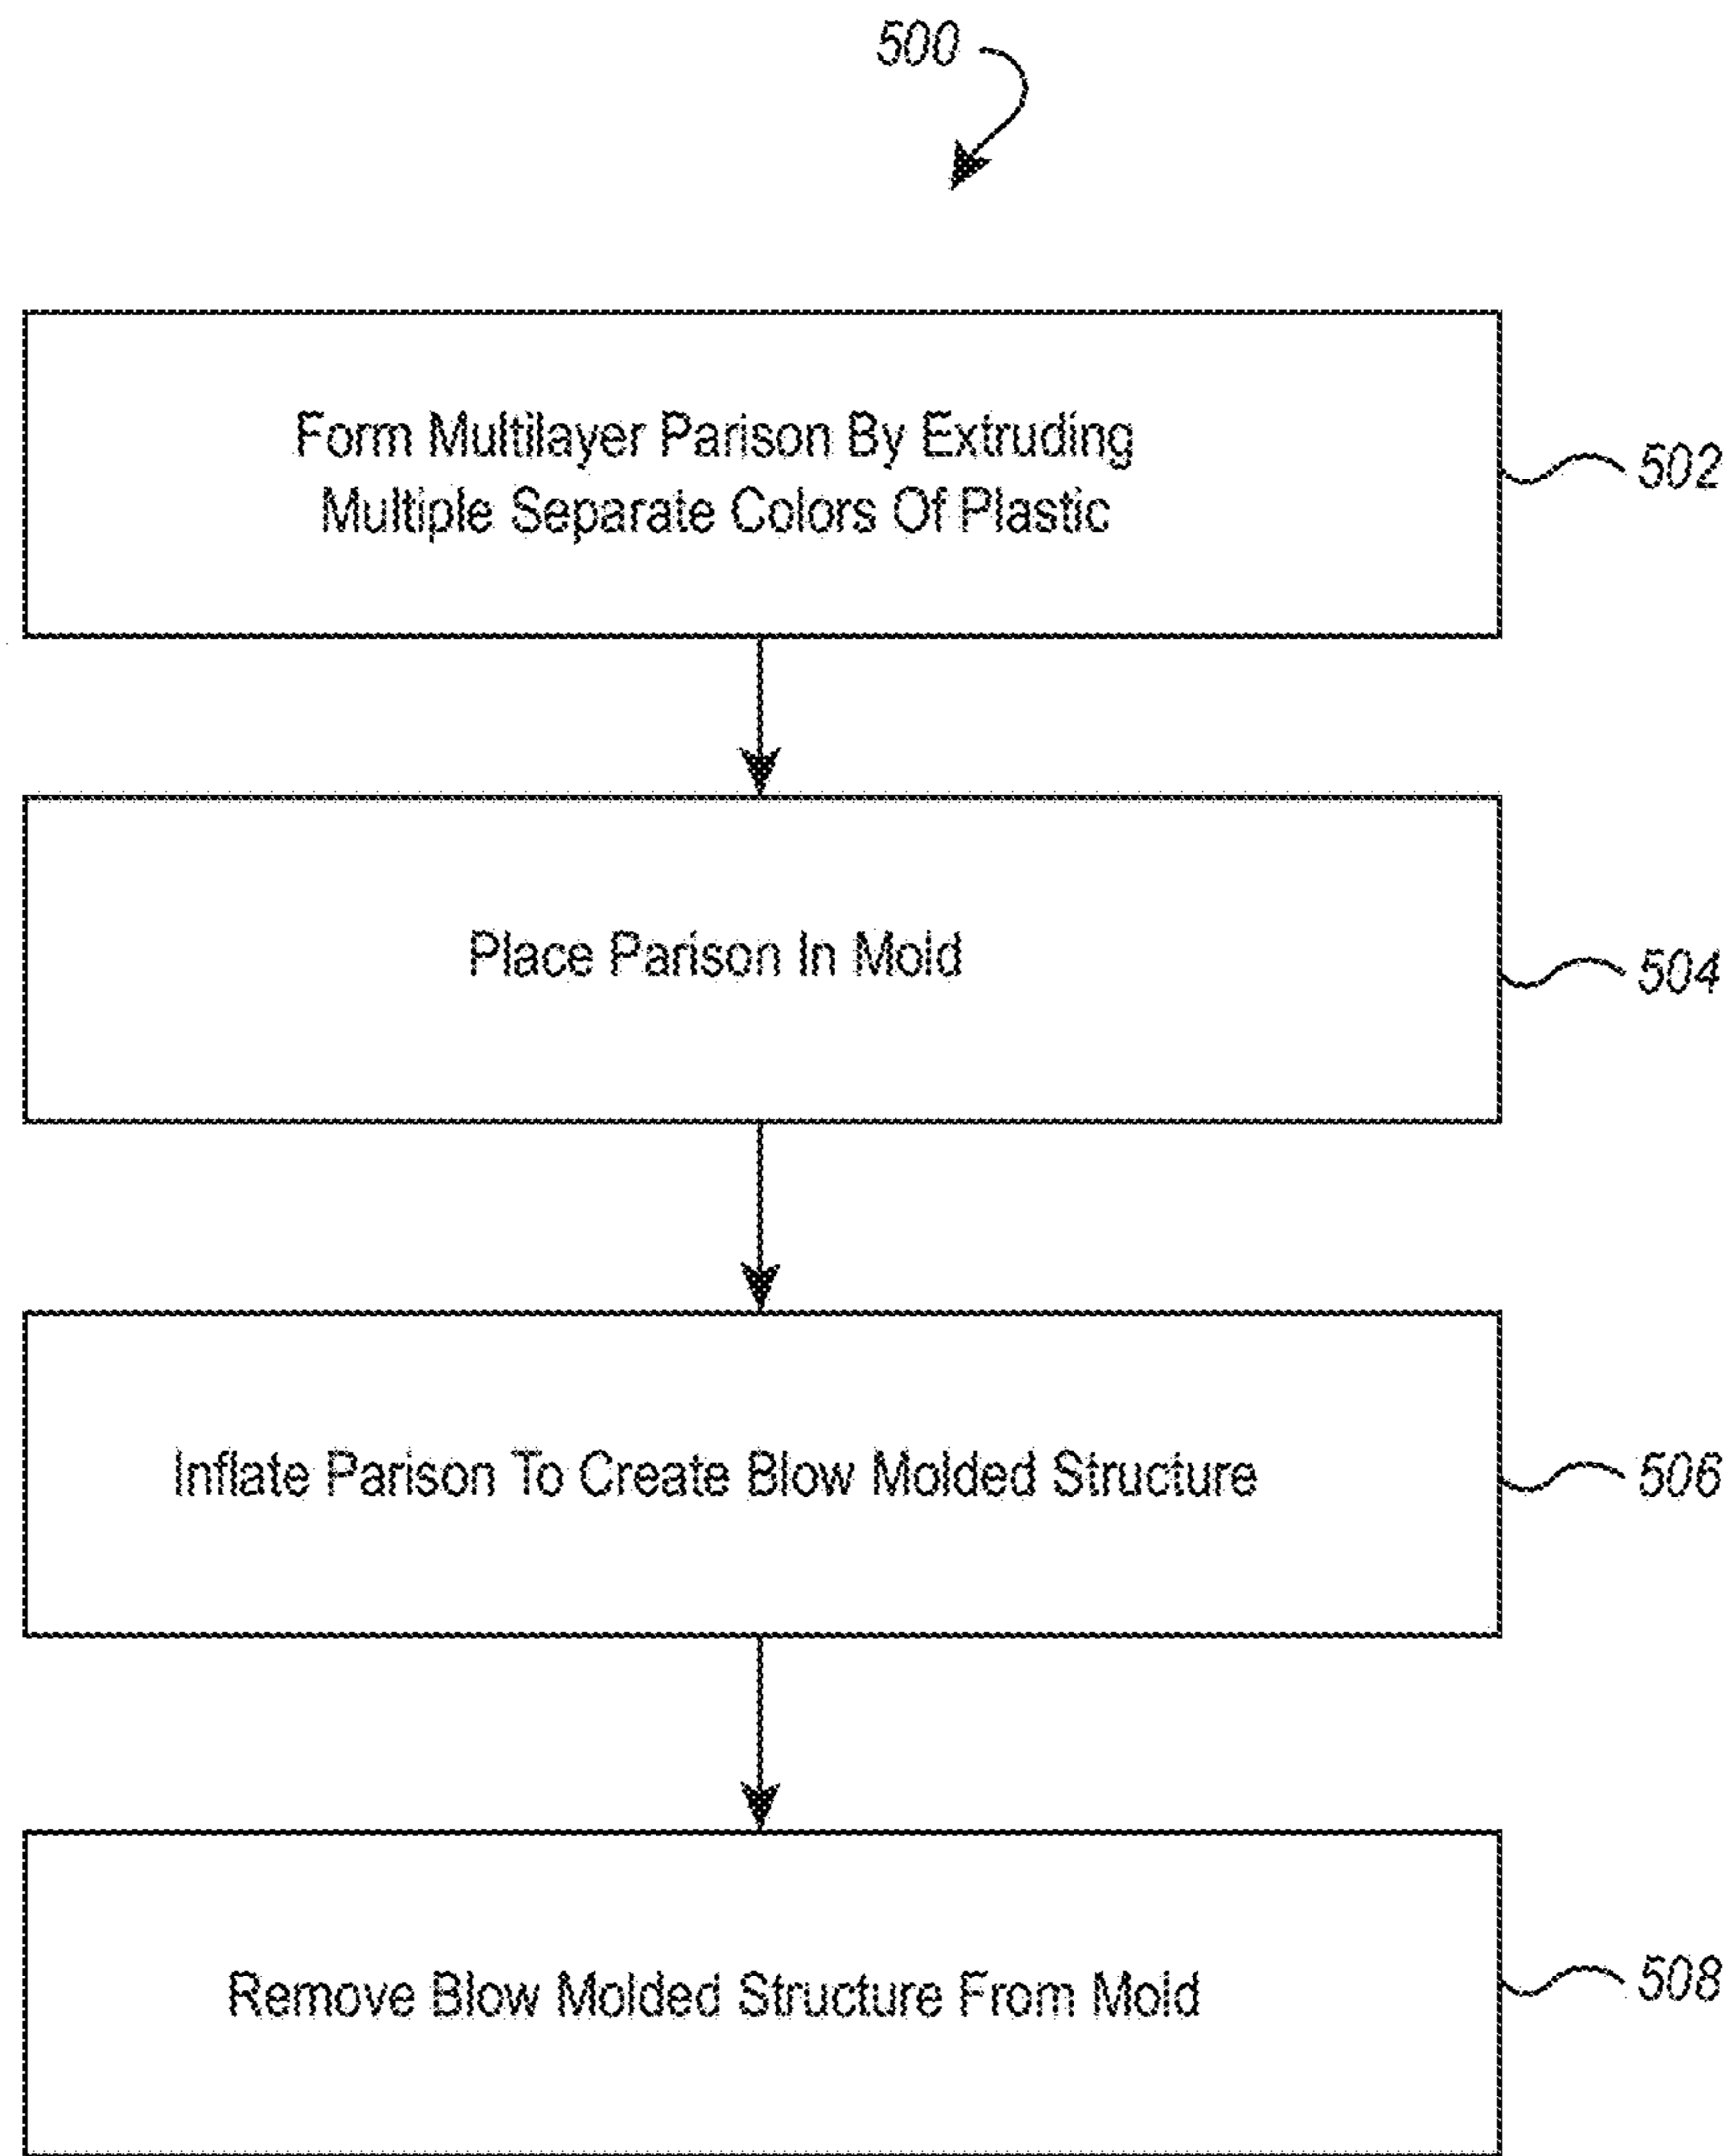 500
Form Multilayer Parison By Extruding
Multiple Separate Colors Of Plastic
502
Place Parison In Mold
504
Inflate Parison To Create Blow Molded Structure
506
Remove Blow Molded Structure From Mold
508